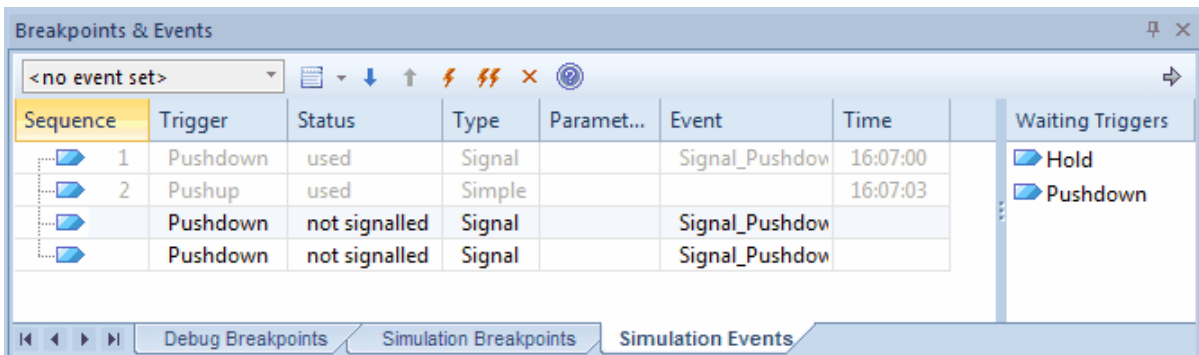 Breakpoints & Events
<no event set>
Sequence Trigger Status Type Paramet... Event Time Waiting Triggers
1 Pushdown used Signal Signal_Pushdow 16:07:00 Hold
2 Pushup used Simple 16:07:03 Pushdown
Pushdown not signalled Signal Signal_Pushdow
Pushdown not signalled Signal Signal_Pushdow
Debug Breakpoints Simulation Breakpoints Simulation Events